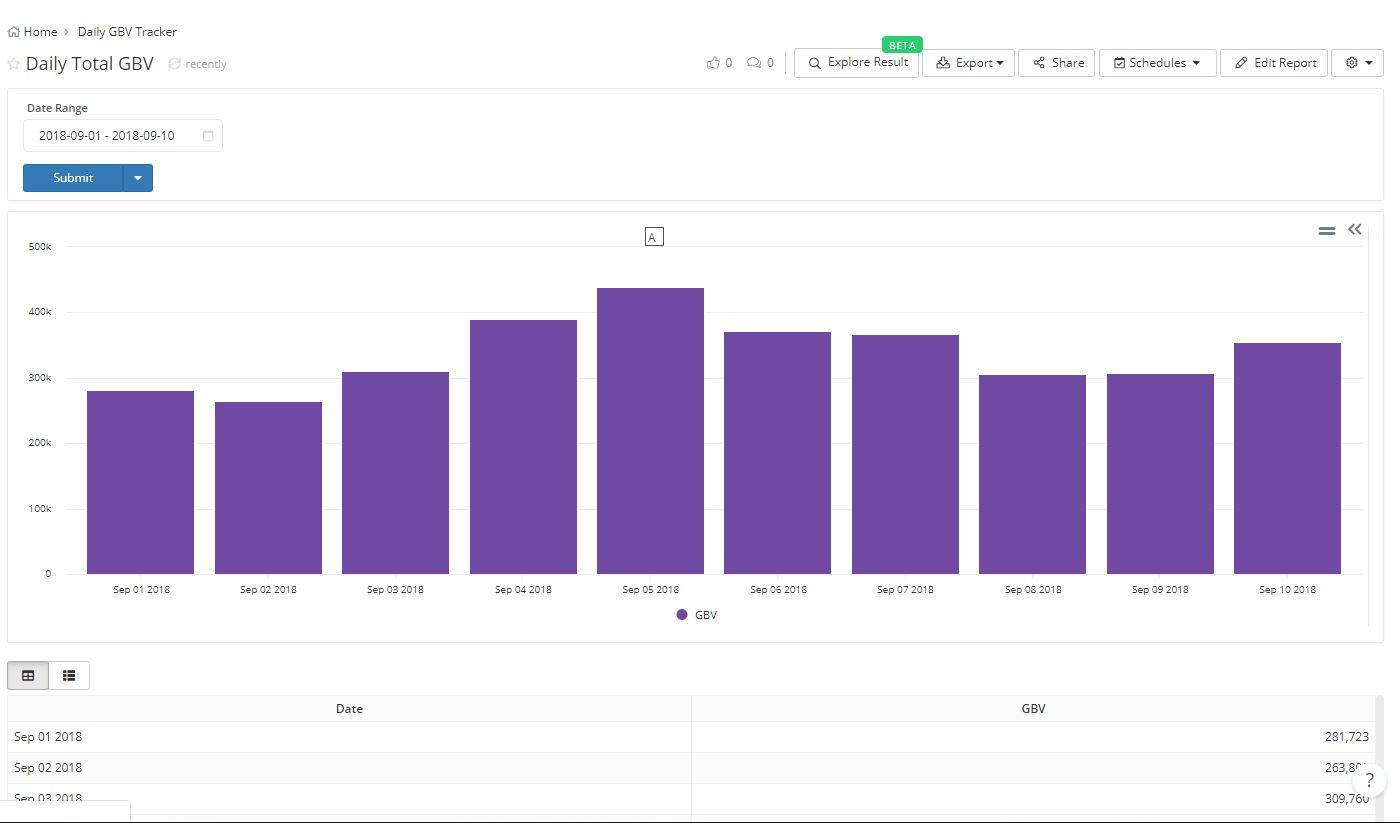 Home > Daily GBV Tracker
BETA
Daily Total GBV recently 0 0 Explore Result Export Share Schedules Edit Report
Date Range
2018-09-01 - 2018-09-10
Submit
A
500k
400k
300k
200k
100k
0
Sep 01 2018 Sep 02 2018 Sep 03 2018 Sep 04 2018 Sep 05 2018 Sep 06 2018 Sep 07 2018 Sep 08 2018 Sep 09 2018 Sep 10 2018
GBV
Date GBV
Sep 01 2018 281,723
Sep 02 2018
?
Sep 03 2018 309,760